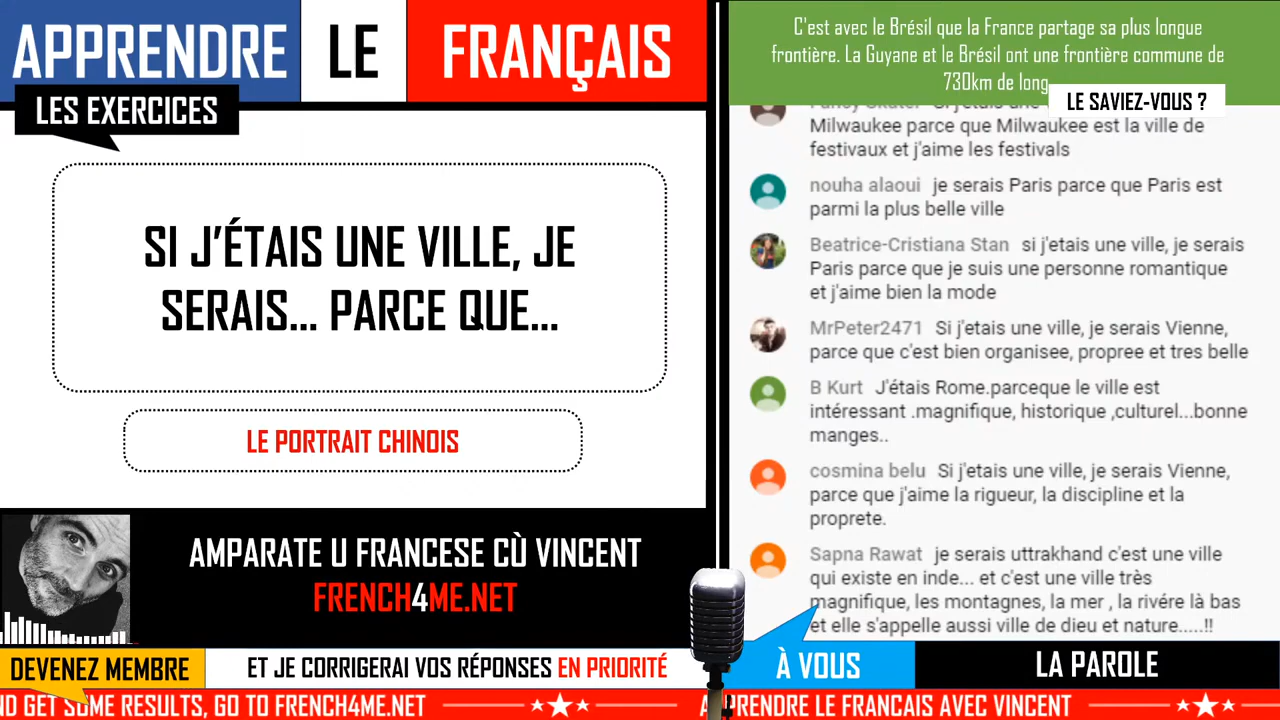 APPRENDRE LE FRANÇAIS
LES EXERCICES
SI J'ÉTAIS UNE VILLE, JE
SERAIS... PARCE QUE...
LE PORTRAIT CHINOIS
AMPARATE U FRANCESE CÙ VINCENT
FRENCH4ME.NET
DEVENEZ MEMBRE
ET JE CORRIGERAI VOS RÉPONSES EN PRIORITÉ
C'est avec le Brésil que la France partage sa plus longue
frontière. La Guyane et le Brésil ont une frontière commune de
730km de long
LE SAVIEZ-VOUS ?
Milwaukee parce que Milwaukee est la ville de
festivaux et j'aime les festivals
nouha alaoui je serais Paris parce que Paris est
parmi la plus belle ville
Beatrice-Cristiana Stan si j'etais une ville, je serais
Paris parce que je suis une personne romantique
et j'aime bien la mode
MrPeter2471 Si j'etais une ville, je serais Vienne,
parce que c'est bien organisee, propree et tres belle
B Kurt J'étais Rome.parceque le ville est
intéressant .magnifique, historique ,culturel...bonne
manges..
cosmina belu Si j'etais une ville, je serais Vienne,
parce que j'aime la rigueur, la discipline et la
proprete.
Sapna Rawat je serais uttrakhand c'est une ville
qui existe en inde... et c'est une ville très
magnifique, les montagnes, la mer , la rivére là bas
et elle s'appelle aussi ville de dieu et nature.....!!
À VOUS
LA PAROLE
ND GET SOME RESULTS, GO TO FRENCH4ME.NET
APPRENDRE LE FRANCAIS AVEC VINCENT